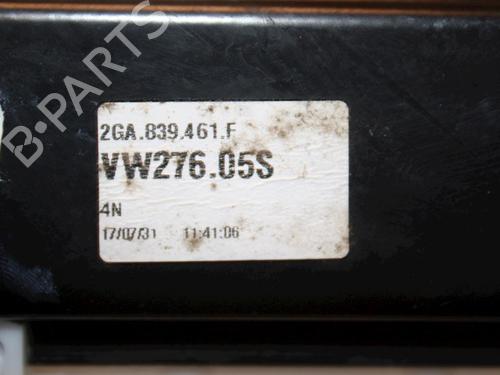 B-PARTS
2GA.839.461.F
VW276.05S
4N
17/07/31 11:41:06